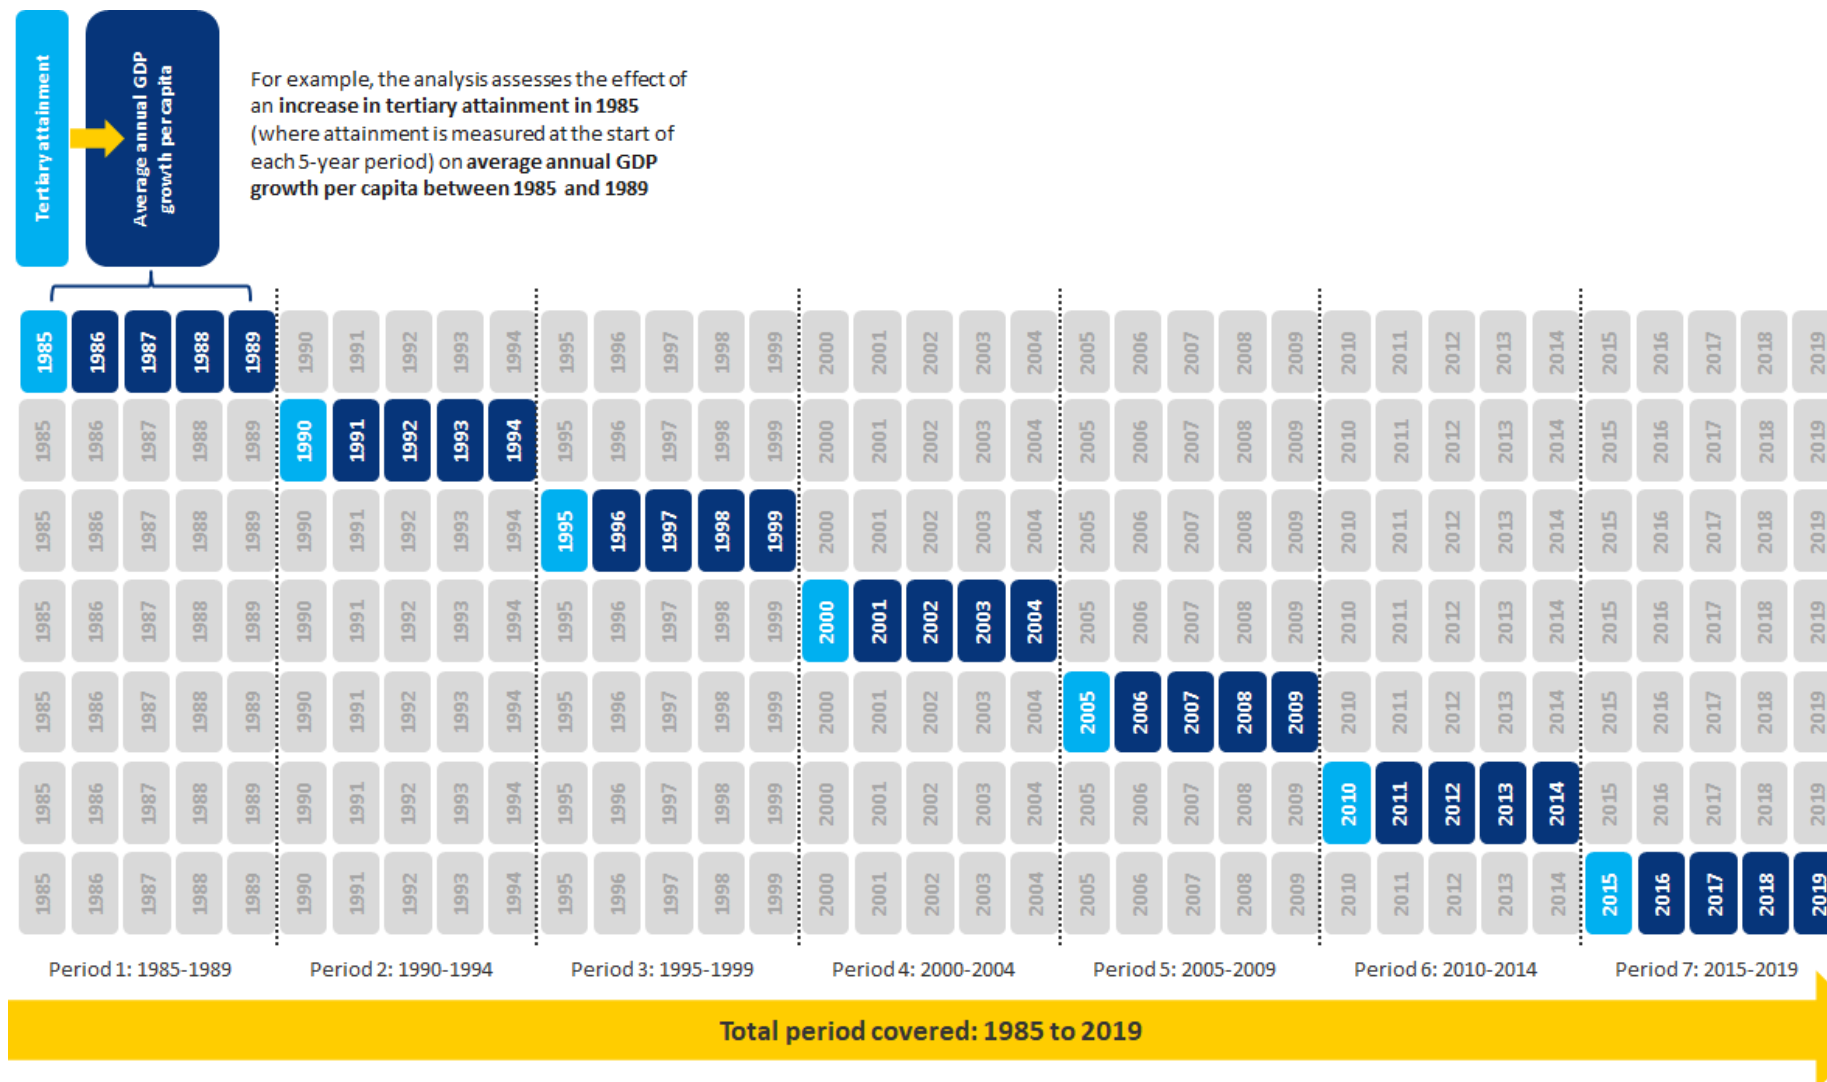 Tertiary attainment
Average annual GDP
growth per capita
For example, the analysis assesses the effect of
an increase in tertiary attainment in 1985
(where attainment is measured at the start of
each 5-year period) on average annual GDP
growth per capita between 1985 and 1989
1985 1986 1987 1988 1989 1990 1991 1992 1993 1994 1995 1996 1997 1998 1999 2000 2001 2002 2003 2004 2005 2006 2007 2008 2009 2010 2011 2012 2013 2014 2015 2016 2017 2018 2019
1985 1986 1987 1988 1989 1990 1991 1992 1993 1994 1995 1996 1997 1998 1999 2000 2001 2002 2003 2004 2005 2006 2007 2008 2009 2010 2011 2012 2013 2014 2015 2016 2017 2018 2019
1985 1986 1987 1988 1989 1990 1991 1992 1993 1994 1995 1996 1997 1998 1999 2000 2001 2002 2003 2004 2005 2006 2007 2008 2009 2010 2011 2012 2013 2014 2015 2016 2017 2018 2019
1985 1986 1987 1988 1989 1990 1991 1992 1993 1994 1995 1996 1997 1998 1999 2000 2001 2002 2003 2004 2005 2006 2007 2008 2009 2010 2011 2012 2013 2014 2015 2016 2017 2018 2019
1985 1986 1987 1988 1989 1990 1991 1992 1993 1994 1995 1996 1997 1998 1999 2000 2001 2002 2003 2004 2005 2006 2007 2008 2009 2010 2011 2012 2013 2014 2015 2016 2017 2018 2019
1985 1986 1987 1988 1989 1990 1991 1992 1993 1994 1995 1996 1997 1998 1999 2000 2001 2002 2003 2004 2005 2006 2007 2008 2009 2010 2011 2012 2013 2014 2015 2016 2017 2018 2019
1985 1986 1987 1988 1989 1990 1991 1992 1993 1994 1995 1996 1997 1998 1999 2000 2001 2002 2003 2004 2005 2006 2007 2008 2009 2010 2011 2012 2013 2014 2015 2016 2017 2018 2019
Period 1: 1985-1989 Period 2: 1990-1994 Period 3: 1995-1999 Period 4: 2000-2004 Period 5: 2005-2009 Period 6: 2010-2014 Period 7: 2015-2019
Total period covered: 1985 to 2019